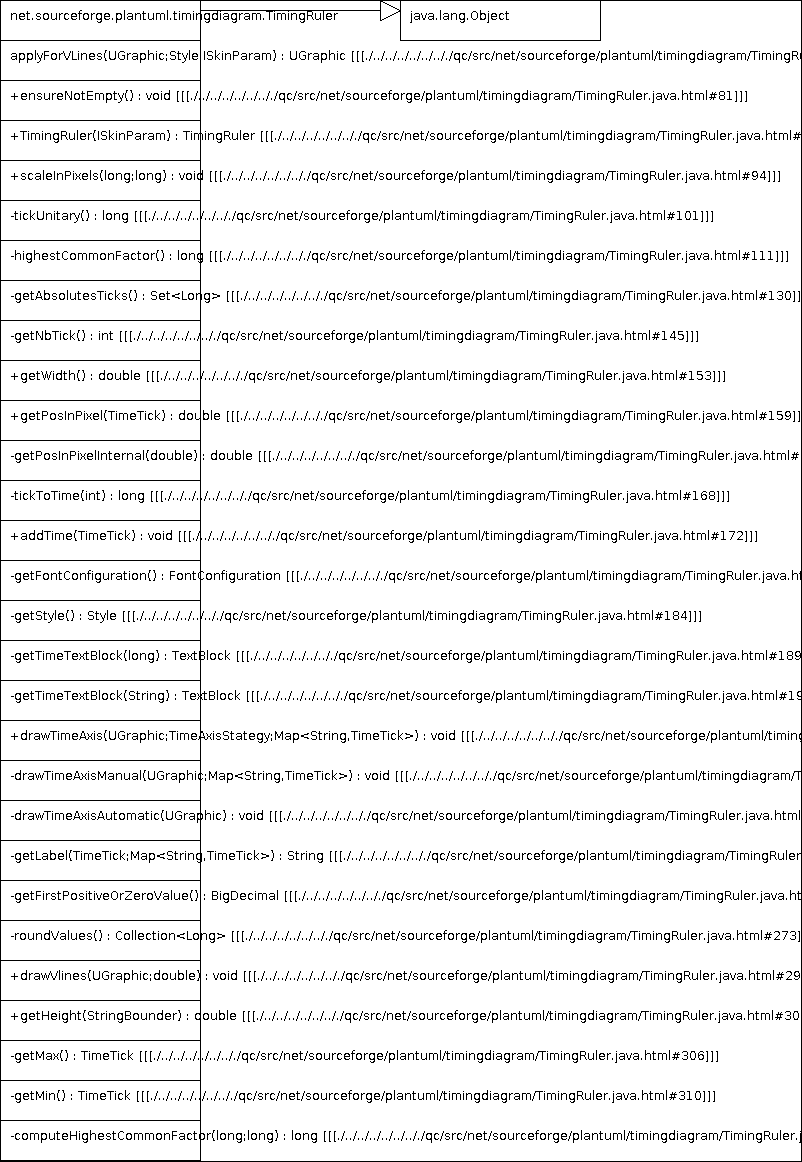 net.sourceforge.plantuml.timingdiagram.TimingRuler
java.lang.Object
applyForVLines(UGraphic;Style;ISkinParam) : UGraphic [[[./../../../../../../qc/src/net/sourceforge/plantuml/timingdiagram/TimingRu
+ensureNotEmpty() : void [[[./../../../../../../qc/src/net/sourceforge/plantuml/timingdiagram/TimingRuler.java.html#81]]]
+TimingRuler(ISkinParam) : TimingRuler [[[./../../../../../../qc/src/net/sourceforge/plantuml/timingdiagram/TimingRuler.java.html#
+scaleInPixels(long;long) : void [[[./../../../../../../qc/src/net/sourceforge/plantuml/timingdiagram/TimingRuler.java.html#94]]]
-tickUnitary() : long [[[./../../../../../../qc/src/net/sourceforge/plantuml/timingdiagram/TimingRuler.java.html#101]]]
-highestCommonFactor() : long [[[./../../../../../../qc/src/net/sourceforge/plantuml/timingdiagram/TimingRuler.java.html#111]]]
-getAbsolutesTicks() : Set<Long> [[[./../../../../../../qc/src/net/sourceforge/plantuml/timingdiagram/TimingRuler.java.html#130]]
-getNbTick() : int [[[./../../../../../../qc/src/net/sourceforge/plantuml/timingdiagram/TimingRuler.java.html#145]]]
+getWidth() : double [[[./../../../../../../qc/src/net/sourceforge/plantuml/timingdiagram/TimingRuler.java.html#153]]]
+getPosInPixel(TimeTick) : double [[[./../../../../../../qc/src/net/sourceforge/plantuml/timingdiagram/TimingRuler.java.html#159]]
-getPosInPixelInternal(double) : double [[[./../../../../../../qc/src/net/sourceforge/plantuml/timingdiagram/TimingRuler.java.html#
-tickToTime(int) : long [[[./../../../../../../qc/src/net/sourceforge/plantuml/timingdiagram/TimingRuler.java.html#168]]]
+addTime(TimeTick) : void [[[./../../../../../../qc/src/net/sourceforge/plantuml/timingdiagram/TimingRuler.java.html#172]]]
-getFontConfiguration() : FontConfiguration [[[./../../../../../../qc/src/net/sourceforge/plantuml/timingdiagram/TimingRuler.java.ht
-getStyle() : Style [[[./../../../../../../qc/src/net/sourceforge/plantuml/timingdiagram/TimingRuler.java.html#184]]]
-getTimeTextBlock(long) : TextBlock [[[./../../../../../../qc/src/net/sourceforge/plantuml/timingdiagram/TimingRuler.java.html#189
-getTimeTextBlock(String) : TextBlock [[[./../../../../../../qc/src/net/sourceforge/plantuml/timingdiagram/TimingRuler.java.html#19
+drawTimeAxis(UGraphic;TimeAxisStategy;Map<String,TimeTick>) : void [[[./../../../../../../qc/src/net/sourceforge/plantuml/timing
-drawTimeAxisManual(UGraphic;Map<String,TimeTick>) : void [[[./../../../../../../qc/src/net/sourceforge/plantuml/timingdiagram/T
-drawTimeAxisAutomatic(UGraphic) : void [[[./../../../../../../qc/src/net/sourceforge/plantuml/timingdiagram/TimingRuler.java.html
-getLabel(TimeTick;Map<String,TimeTick>) : String [[[./../../../../../../qc/src/net/sourceforge/plantuml/timingdiagram/TimingRuler
-getFirstPositiveOrZeroValue() : BigDecimal [[[./../../../../../../qc/src/net/sourceforge/plantuml/timingdiagram/TimingRuler.java.ht
-roundValues() : Collection<Long> [[[./../../../../../../qc/src/net/sourceforge/plantuml/timingdiagram/TimingRuler.java.html#273]
+drawVlines(UGraphic;double) : void [[[./../../../../../../qc/src/net/sourceforge/plantuml/timingdiagram/TimingRuler.java.html#29
+getHeight(StringBounder) : double [[[./../../../../../../qc/src/net/sourceforge/plantuml/timingdiagram/TimingRuler.java.html#30
-getMax() : TimeTick [[[./../../../../../../qc/src/net/sourceforge/plantuml/timingdiagram/TimingRuler.java.html#306]]]
-getMin() : TimeTick [[[./../../../../../../qc/src/net/sourceforge/plantuml/timingdiagram/TimingRuler.java.html#310]]]
-computeHighestCommonFactor(long;long) : long [[[./../../../../../../qc/src/net/sourceforge/plantuml/timingdiagram/TimingRuler.j